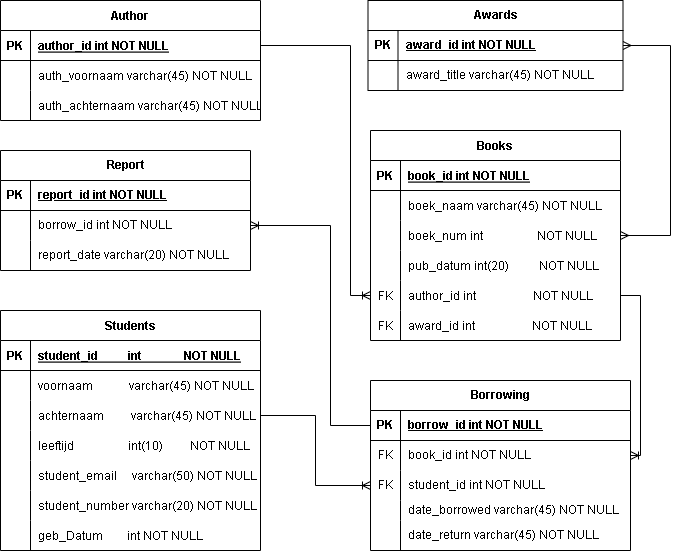 Author
PK author_id int NOT NULL
auth_voornaam varchar(45) NOT NULL
auth_achternaam varchar(45) NOT NULL
Awards
PK award_id int NOT NULL
award_title varchar(45) NOT NULL
Report
PK report_id int NOT NULL
borrow_id int NOT NULL
report_date varchar(20) NOT NULL
Books
PK book_id int NOT NULL
boek_naam varchar(45) NOT NULL
boek_num int NOT NULL
pub_datum int(20) NOT NULL
FK author_id int NOT NULL
FK award_id int NOT NULL
Students
PK student_id int NOT NULL
voornaam varchar(45) NOT NULL
achternaam varchar(45) NOT NULL
leeftijd int(10) NOT NULL
student_email varchar(50) NOT NULL
student_number varchar(20) NOT NULL
geb_Datum int NOT NULL
Borrowing
PK borrow_id int NOT NULL
FK book_id int NOT NULL
FK student_id int NOT NULL
date_borrowed varchar(45) NOT NULL
date_return varchar(45) NOT NULL